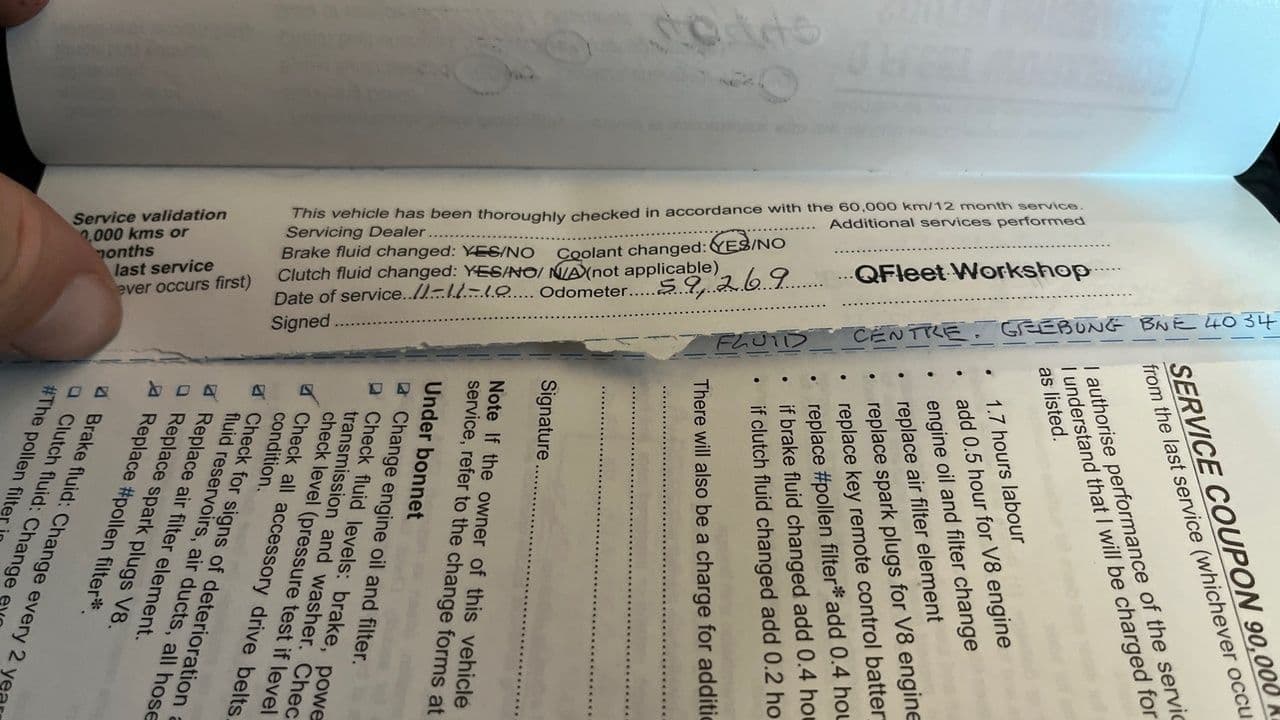 Service validation
0,000 kms or
months
last service
ever occurs first)
This vehicle has been thoroughly checked in accordance with the 60,000 km/12 month service.
Servicing Dealer
Additional services performed
Brake fluid changed: YES/NO Coolant changed: YES/NO
Clutch fluid changed: YES/NO/ N/A (not applicable)
QFleet Workshop
Date of service 11-11-10 Odometer 59,269
Signed
FLUID CENTRE. GEEBUNG BNE 4034
SERVICE COUPON 90,000 k
from the last service (whichever occu
I authorise performance of the servic
I understand that I will be charged for
as listed.
• 1.7 hours labour
• add 0.5 hour for V8 engine
• engine oil and filter change
• replace air filter element
• replace spark plugs for V8 engine
• replace key remote control batter
• replace #pollen filter* add 0.4 hou
• if brake fluid changed add 0.4 hou
• if clutch fluid changed add 0.2 ho
There will also be a charge for additi
Signature
Note If the owner of this vehicle
service, refer to the change forms at
Under bonnet
Change engine oil and filter.
Check fluid levels: brake, powe
transmission and washer. Chec
check level (pressure test if level
Check all accessory drive belts
condition.
Check for signs of deterioration a
fluid reservoirs, air ducts, all hose
Replace air filter element.
Replace spark plugs V8.
Replace #pollen filter*.
Brake fluid: Change every 2 year
Clutch fluid: Change eve
#The pollen filter is